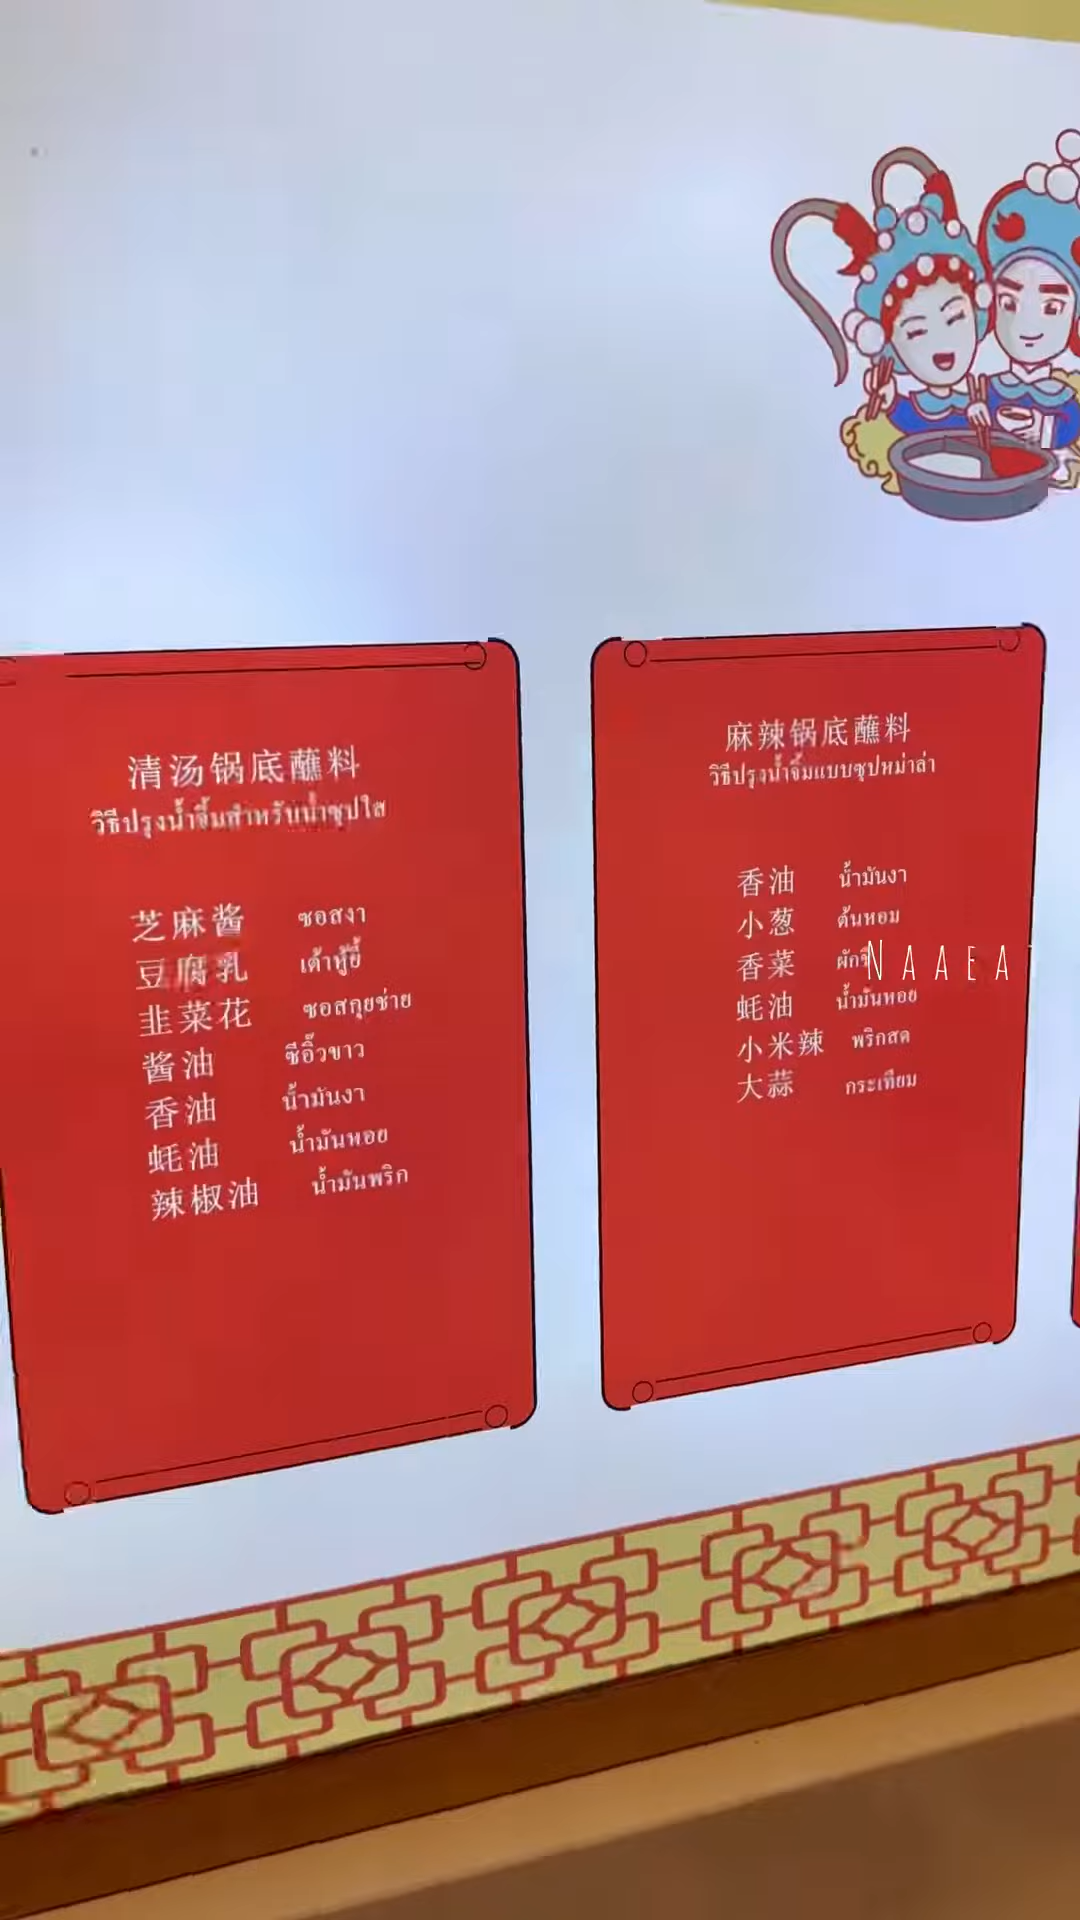 清汤锅底蘸料
วิธีปรุงน้ำจิ้มสำหรับน้ำซุปใส
芝麻酱 ซอสงา
豆腐乳 เต้าหู้ยี้
韭菜花 ซอสกุยช่าย
酱油 ซีอิ๊วขาว
香油 น้ำมันงา
蚝油 น้ำมันหอย
辣椒油 น้ำมันพริก
麻辣锅底蘸料
วิธีปรุงน้ำจิ้มแบบซุปหม่าล่า
香油 น้ำมันงา
小葱 ต้นหอม
香菜 ผักชี
蚝油 น้ำมันหอย
小米辣 พริกสด
大蒜 กระเทียม